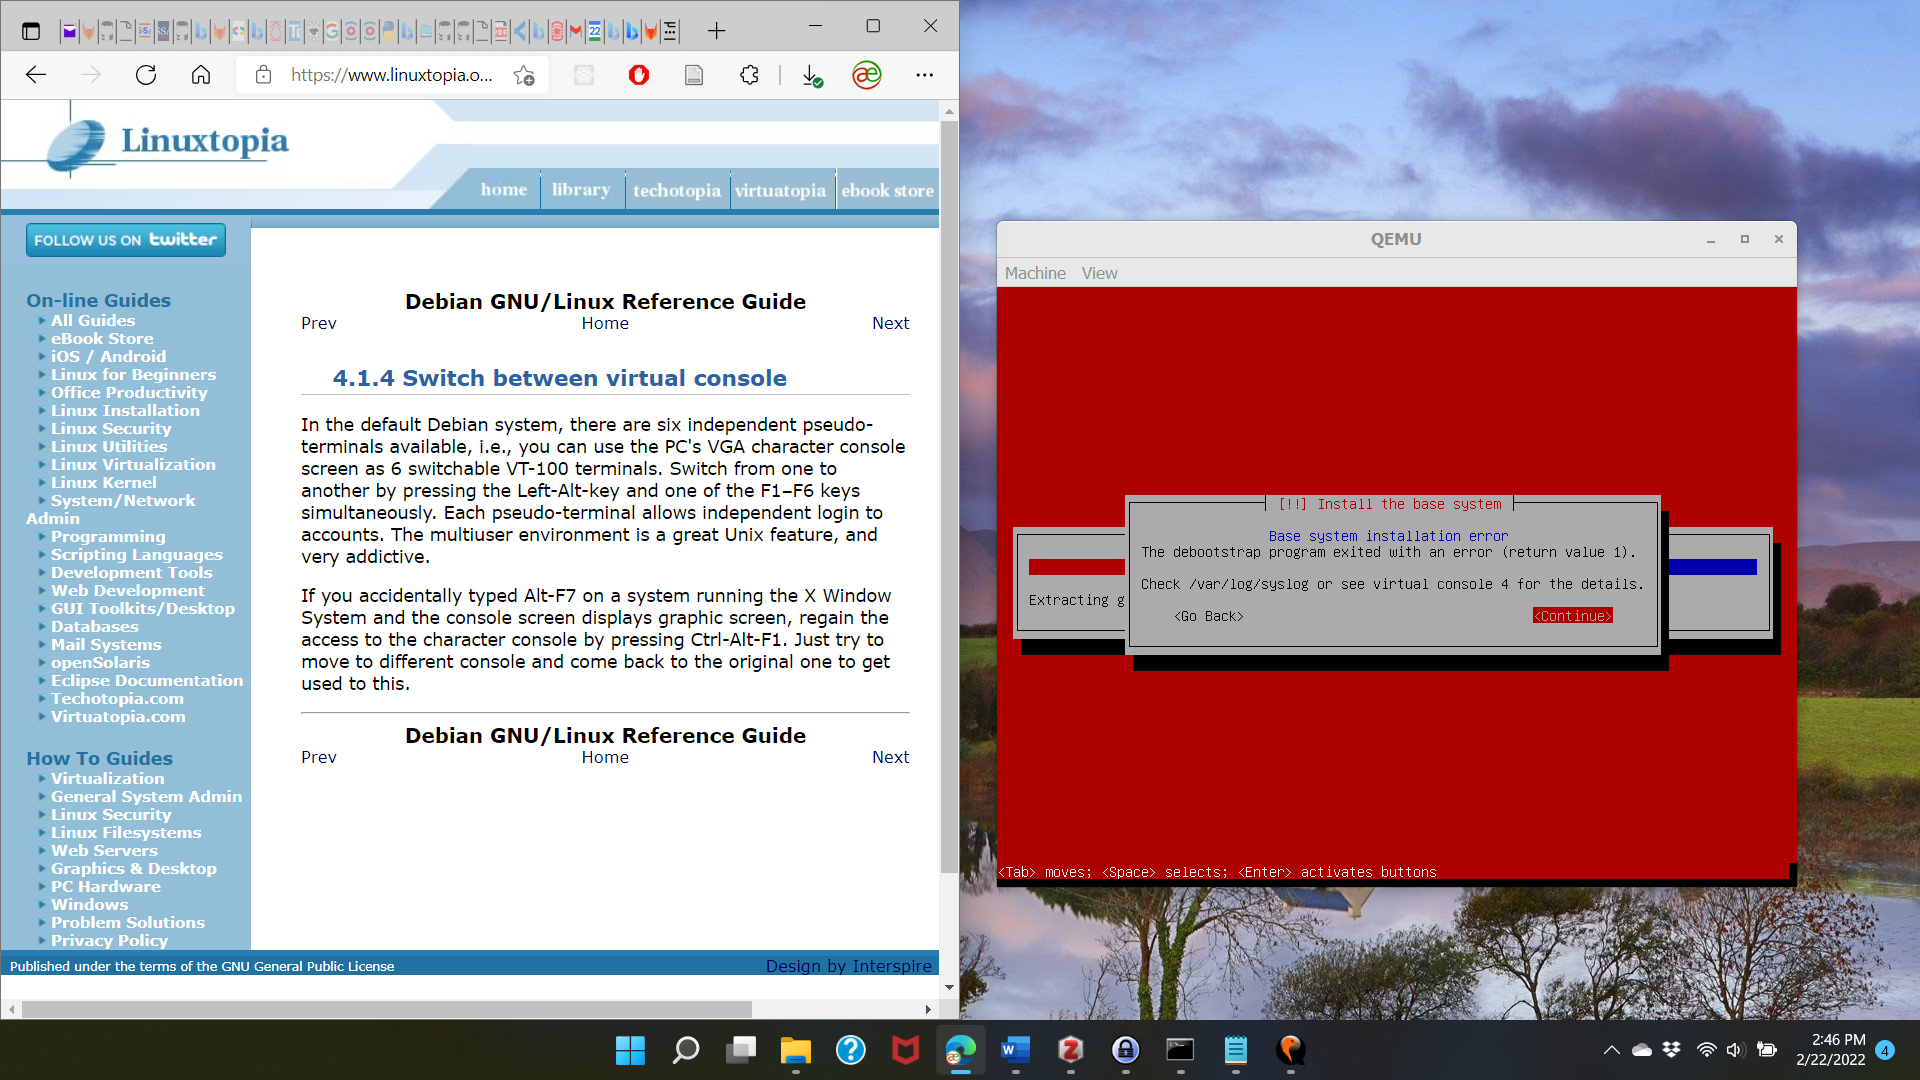 22
https://www.linuxtopia.o...
Linuxtopia
home
library
techotopia
virtuatopia
ebook store
FOLLOW US ON twitter
On-line Guides
All Guides
eBook Store
iOS / Android
Linux for Beginners
Office Productivity
Linux Installation
Linux Security
Linux Utilities
Linux Virtualization
Linux Kernel
System/Network
Admin
Programming
Scripting Languages
Development Tools
Web Development
GUI Toolkits/Desktop
Databases
Mail Systems
openSolaris
Eclipse Documentation
Techotopia.com
Virtuatopia.com
How To Guides
Virtualization
General System Admin
Linux Security
Linux Filesystems
Web Servers
Graphics & Desktop
PC Hardware
Windows
Problem Solutions
Privacy Policy
Debian GNU/Linux Reference Guide
Prev
Home
Next
4.1.4 Switch between virtual console
In the default Debian system, there are six independent pseudo-
terminals available, i.e., you can use the PC's VGA character console
screen as 6 switchable VT-100 terminals. Switch from one to
another by pressing the Left-Alt-key and one of the F1–F6 keys
simultaneously. Each pseudo-terminal allows independent login to
accounts. The multiuser environment is a great Unix feature, and
very addictive.
If you accidentally typed Alt-F7 on a system running the X Window
System and the console screen displays graphic screen, regain the
access to the character console by pressing Ctrl-Alt-F1. Just try to
move to different console and come back to the original one to get
used to this.
Debian GNU/Linux Reference Guide
Prev
Home
Next
Published under the terms of the GNU General Public License
Design by Interspire
QEMU
Machine
View
[!!] Install the base system
Base system installation error
The debootstrap program exited with an error (return value 1).
Check /var/log/syslog or see virtual console 4 for the details.
<Go Back>
<Continue>
Extracting g
<Tab> moves; <Space> selects; <Enter> activates buttons
2:46 PM
2/22/2022
4